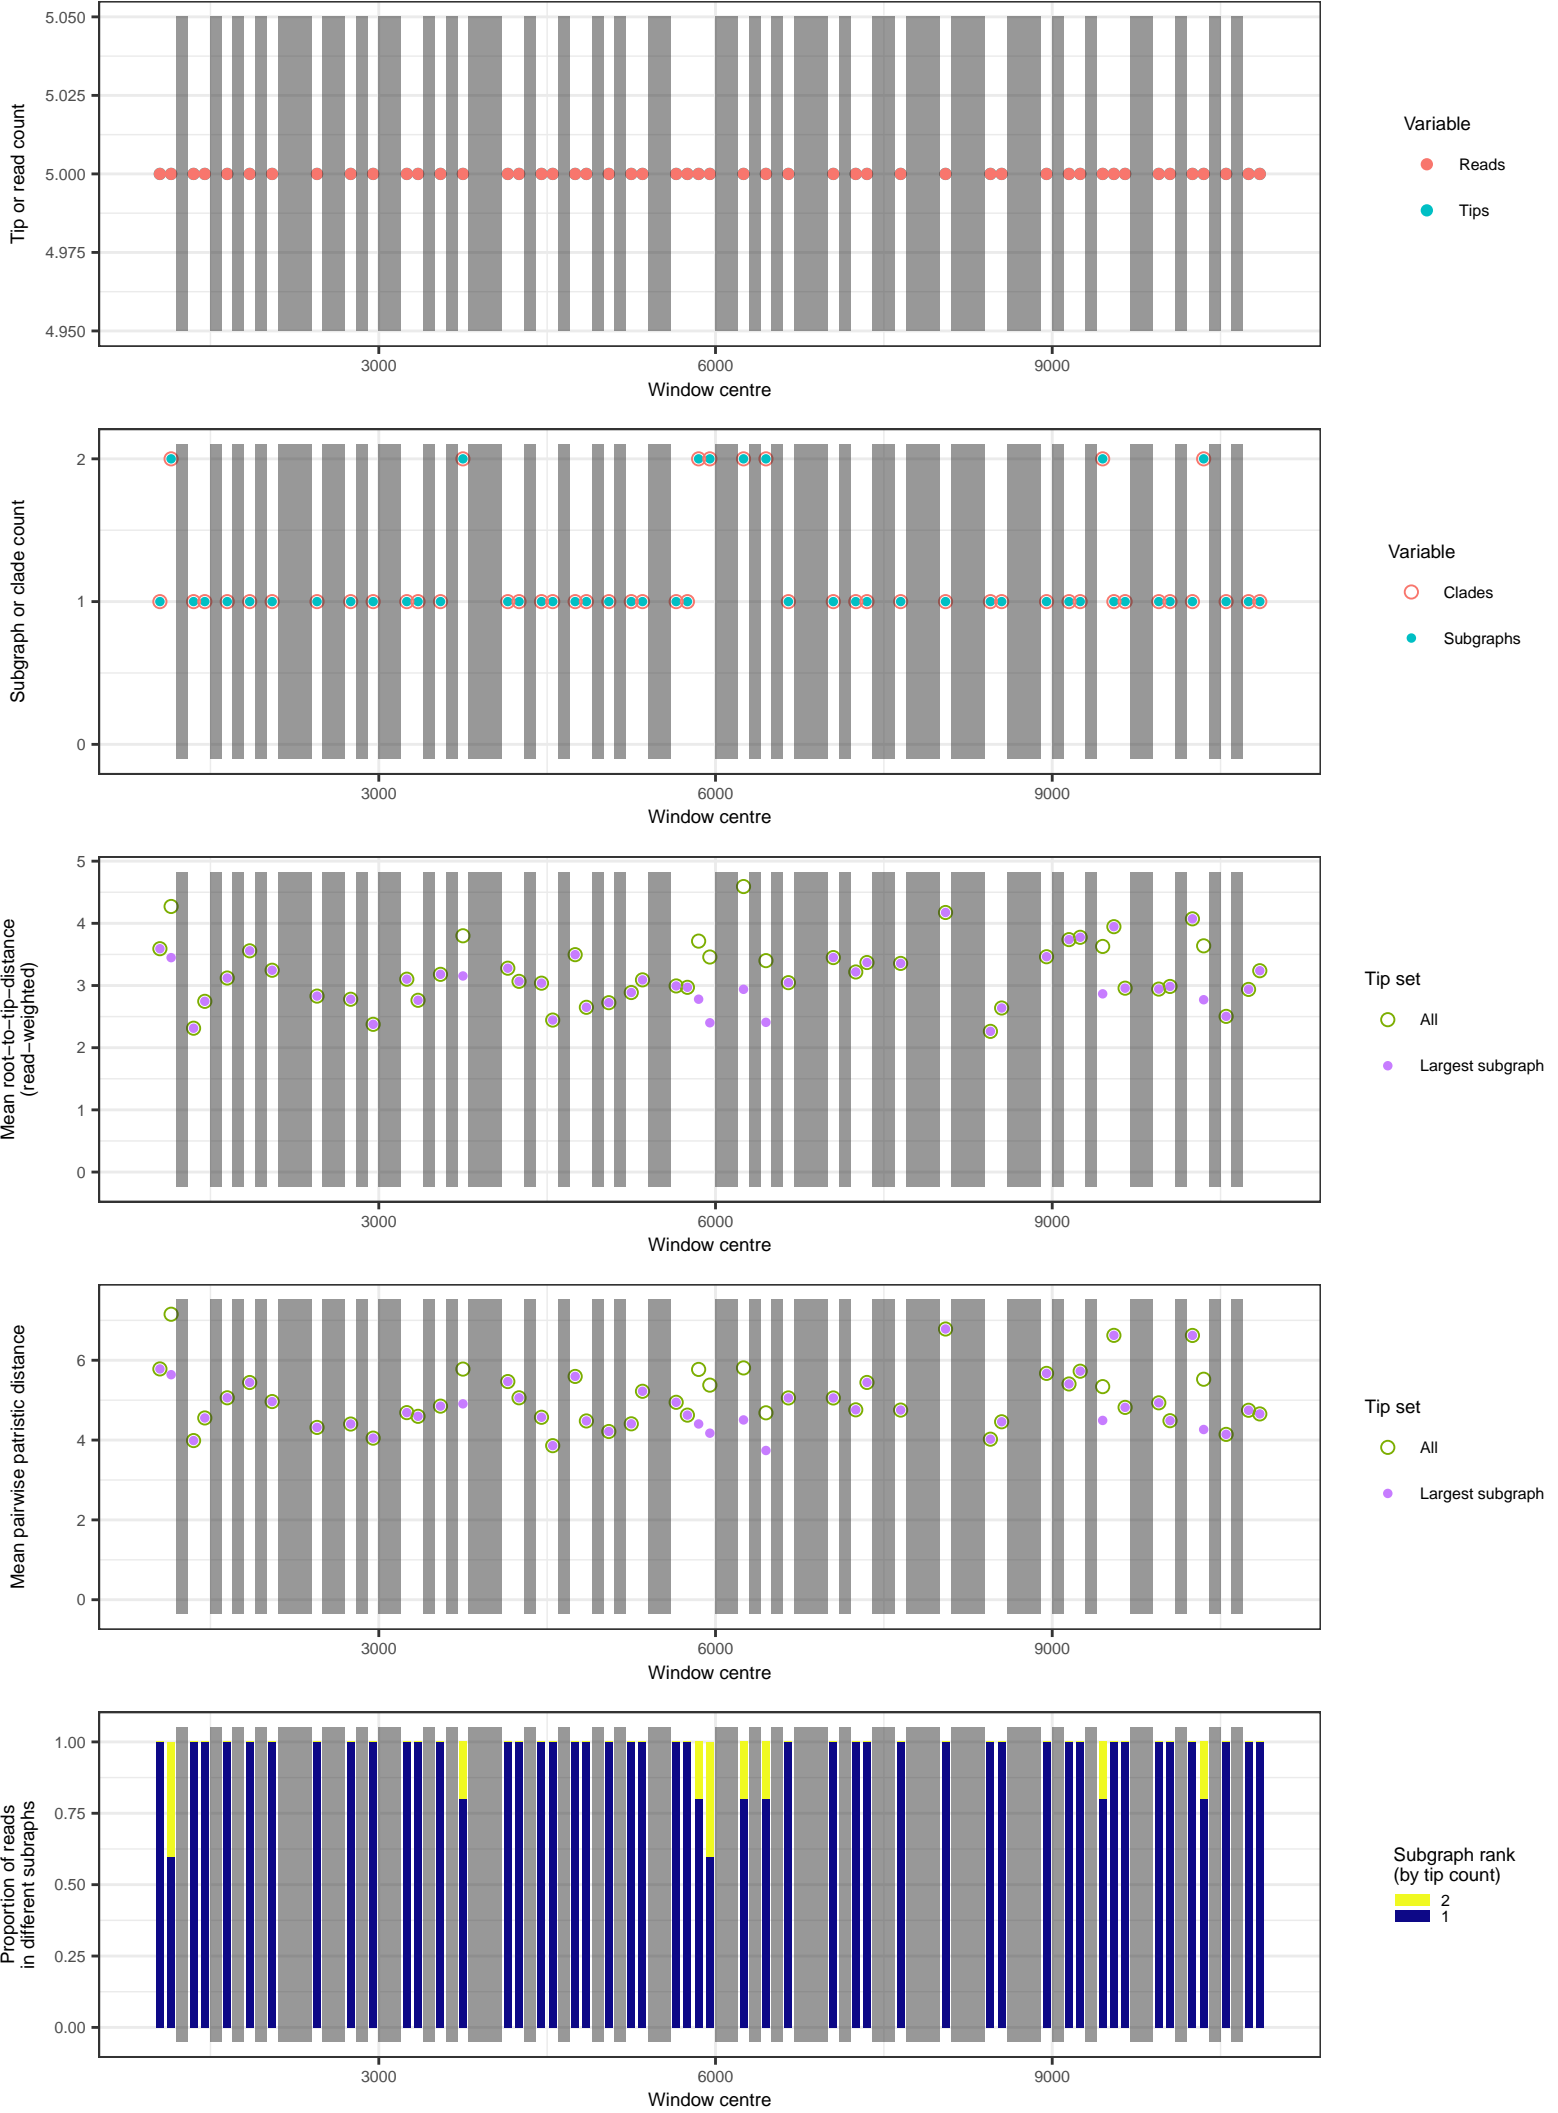 5.050
5.025
5.000
4.975
4.950
Tip or read count
3000 6000 9000
Window centre
Variable
Reads
Tips
2
1
0
Subgraph or clade count
3000 6000 9000
Window centre
Variable
Clades
Subgraphs
5
4
3
2
1
0
Mean root−to−tip−distance
(read−weighted)
3000 6000 9000
Window centre
Tip set
All
Largest subgraph
6
4
2
0
Mean pairwise patristic distance
3000 6000 9000
Window centre
Tip set
All
Largest subgraph
1.00
0.75
0.50
0.25
0.00
Proportion of reads
in different subraphs
3000 6000 9000
Window centre
Subgraph rank
(by tip count)
2
1